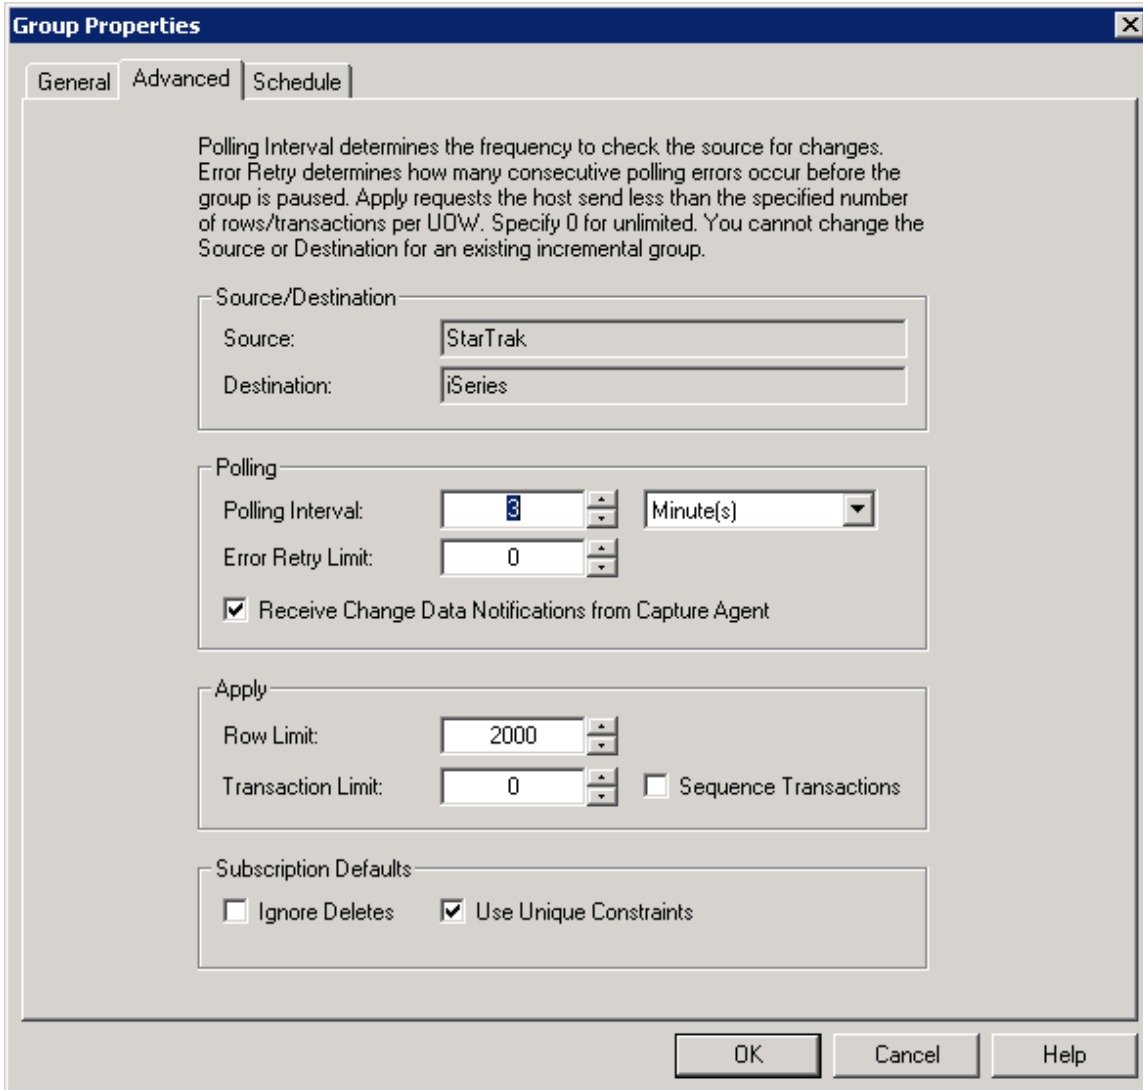 Group Properties
General Advanced Schedule
Polling Interval determines the frequency to check the source for changes.
Error Retry determines how many consecutive polling errors occur before the
group is paused. Apply requests the host send less than the specified number
of rows/transactions per UOW. Specify 0 for unlimited. You cannot change the
Source or Destination for an existing incremental group.
Source/Destination
Source: StarTrak
Destination: iSeries
Polling
Polling Interval: 3 Minute(s)
Error Retry Limit: 0
Receive Change Data Notifications from Capture Agent
Apply
Row Limit: 2000
Transaction Limit: 0 Sequence Transactions
Subscription Defaults
Ignore Deletes Use Unique Constraints
OK Cancel Help